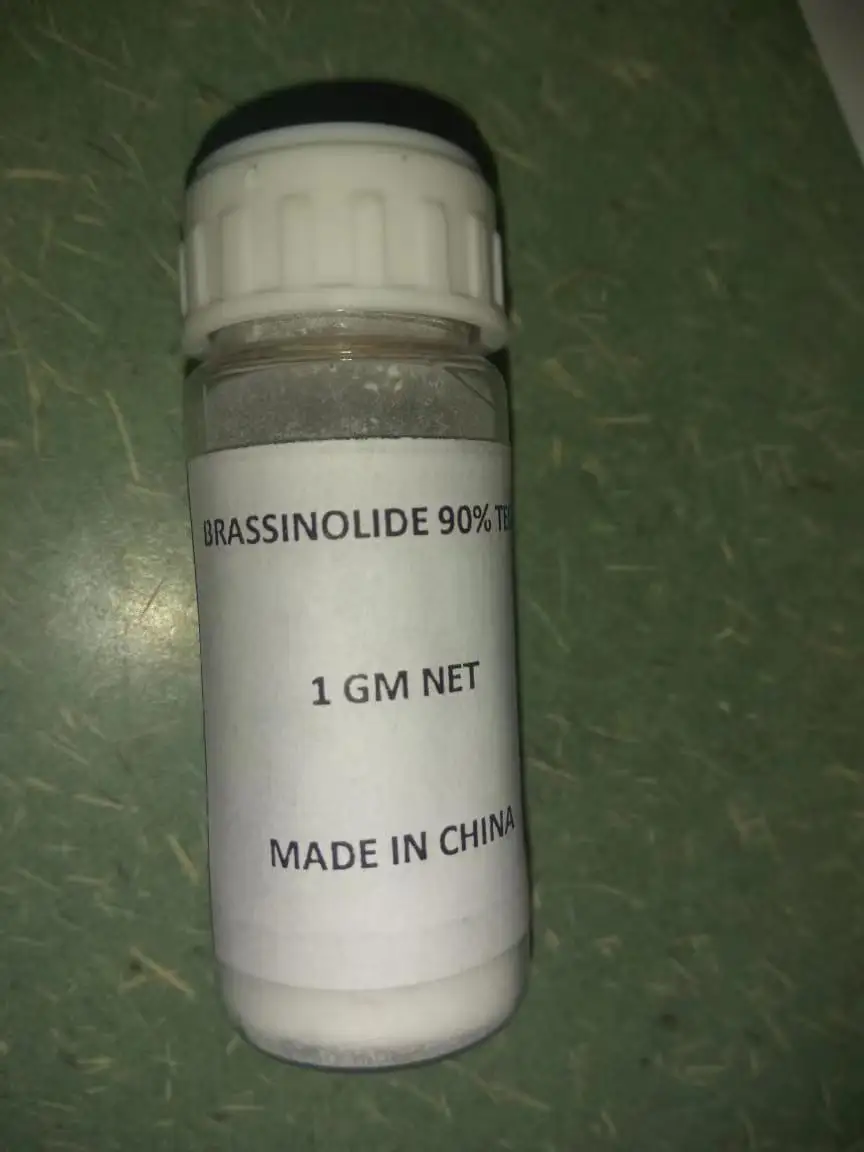 BRASSINOLIDE 90%
1 GM NET
MADE IN CHINA